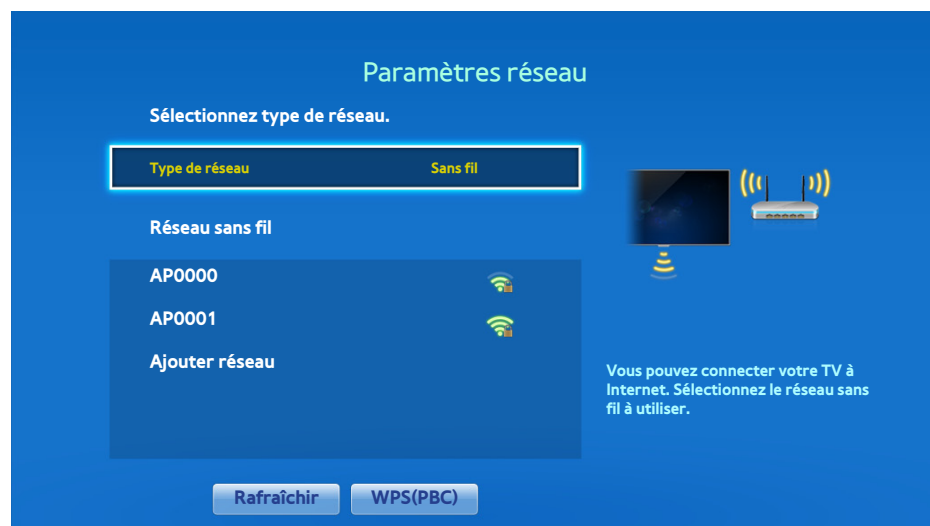 Paramètres réseau
Sélectionnez type de réseau.
Type de réseau Sans fil
Réseau sans fil
AP0000
AP0001
Ajouter réseau
Vous pouvez connecter votre TV à
Internet. Sélectionnez le réseau sans
fil à utiliser.
Rafraîchir WPS(PBC)